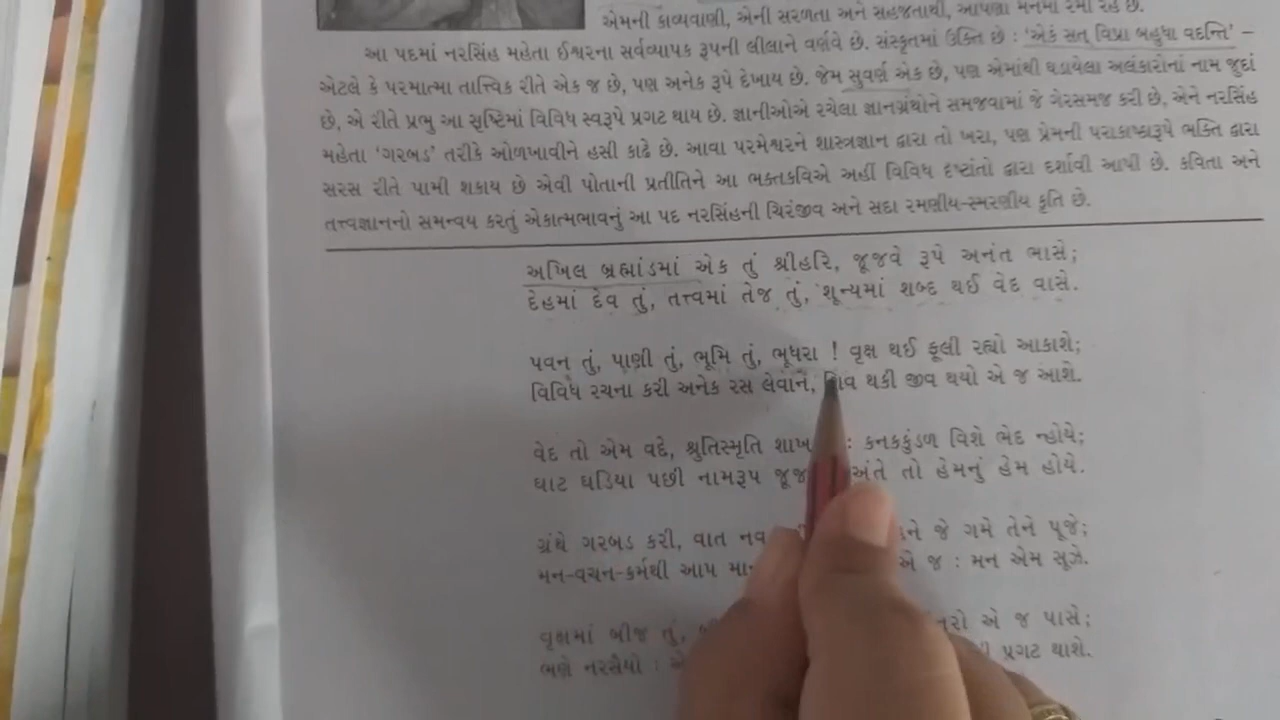 એમની કાવ્યવાણી, એની સરળતા અને સહજતાથી, આપણા મનમાં રમી રહે છે.
આ પદમાં નરસિંહ મહેતા ઈશ્વરના સર્વવ્યાપક રૂપની લીલાને વર્ણવે છે. સંસ્કૃતમાં ઉક્તિ છે : ‘એકં સત્ વિપ્રા બહુધા વદન્તિ’ –
એટલે કે પરમાત્મા તાત્ત્વિક રીતે એક જ છે, પણ અનેક રૂપે દેખાય છે. જેમ સુવર્ણ એક છે, પણ એમાંથી ઘડાયેલા અલંકારોનાં નામ જુદાં
છે, એ રીતે પ્રભુ આ સૃષ્ટિમાં વિવિધ સ્વરૂપે પ્રગટ થાય છે. જ્ઞાનીઓએ રચેલા જ્ઞાનગ્રંથોને સમજવામાં જે ગેરસમજ કરી છે, એને નરસિંહ
મહેતા ‘ગરબડ’ તરીકે ઓળખાવીને હસી કાઢે છે. આવા પરમેશ્વરને શાસ્ત્રજ્ઞાન દ્વારા તો ખરા, પણ પ્રેમની પરાકાષ્ઠારૂપે ભક્તિ દ્વારા
સરસ રીતે પામી શકાય છે એવી પોતાની પ્રતીતિને આ ભક્તકવિએ અહીં વિવિધ દૃષ્ટાંતો દ્વારા દર્શાવી આપી છે. કવિતા અને
તત્ત્વજ્ઞાનનો સમન્વય કરતું એકાત્મભાવનું આ પદ નરસિંહની ચિરંજીવ અને સદા રમણીય-સ્મરણીય કૃતિ છે.
અખિલ બ્રહ્માંડમાં એક તું શ્રીહરિ, જૂજવે રૂપે અનંત ભાસે;
દેહમાં દેવ તું, તત્ત્વમાં તેજ તું, શૂન્યમાં શબ્દ થઈ વેદ વાસે.
પવન તું, પાણી તું, ભૂમિ તું, ભૂધરા ! વૃક્ષ થઈ ફૂલી રહ્યો આકાશે;
વિવિધ રચના કરી અનેક રસ લેવાને, શિવ થકી જીવ થયો એ જ આશે.
વેદ તો એમ વદે, શ્રુતિસ્મૃતિ શાખ : કનકકુંડળ વિશે ભેદ ન્હોયે;
ઘાટ ઘડિયા પછી નામરૂપ જૂજ અંતે તો હેમનું હેમ હોયે.
ગ્રંથે ગરબડ કરી, વાત નવ ને જે ગમે તેને પૂજે;
મન-વચન-કર્મથી આપ એ જ : મન એમ સૂઝે.
વૃક્ષમાં બીજ તું, એ જ પાસે;
ભણે નરસૈંયો : પ્રગટ થાશે.